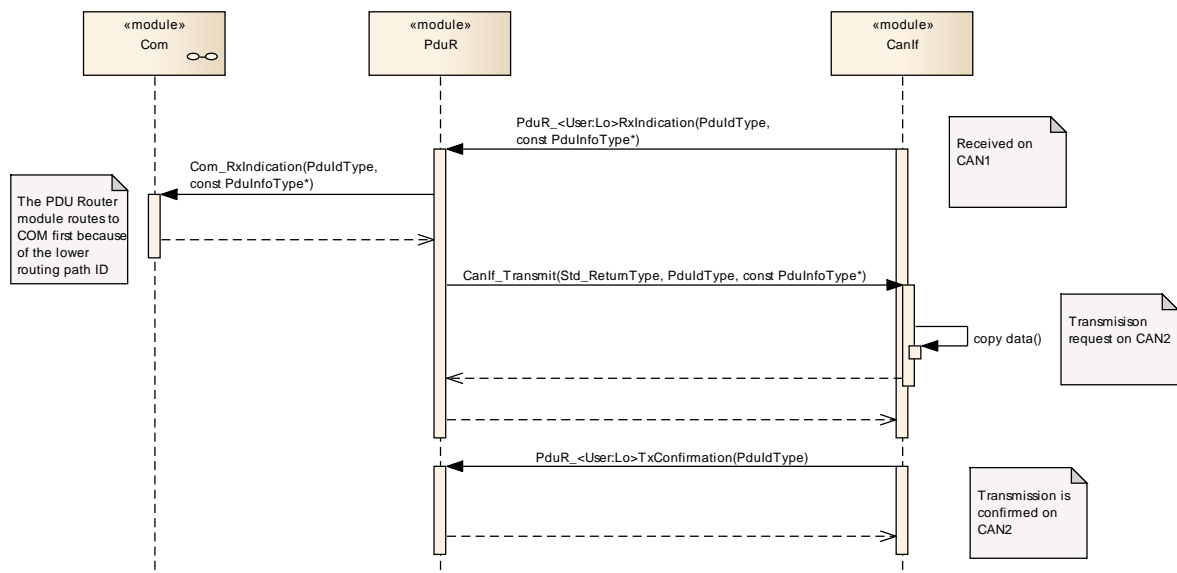 «module»
Com
«module»
PduR
«module»
CanIf
PduR_<User:Lo>RxIndication(PduIdType,
const PduInfoType*)
Received on
CAN1
Com_RxIndication(PduIdType,
const PduInfoType*)
The PDU Router
module routes to
COM first because
of the lower
routing path ID
CanIf_Transmit(Std_ReturnType, PduIdType, const PduInfoType*)
Transmisison
request on CAN2
copy data()
PduR_<User:Lo>TxConfirmation(PduIdType)
Transmission is
confirmed on
CAN2